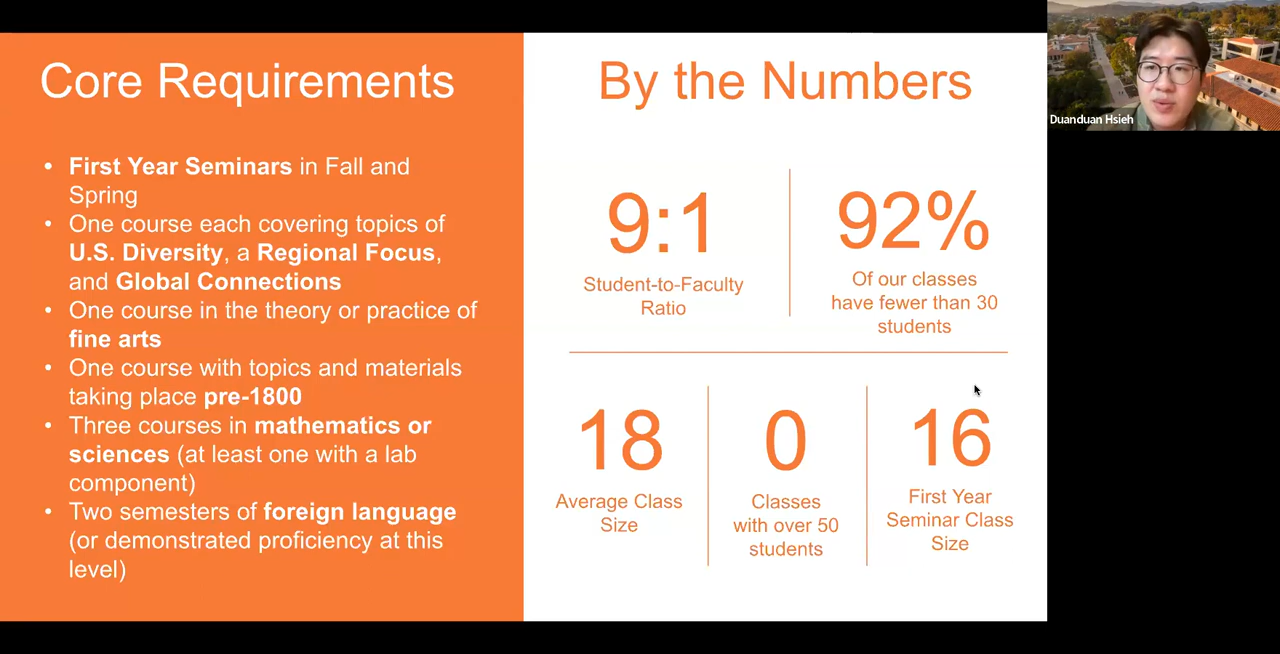 Core Requirements
• First Year Seminars in Fall and
Spring
• One course each covering topics of
U.S. Diversity, a Regional Focus,
and Global Connections
• One course in the theory or practice of
fine arts
• One course with topics and materials
taking place pre-1800
• Three courses in mathematics or
sciences (at least one with a lab
component)
• Two semesters of foreign language
(or demonstrated proficiency at this
level)
By the Numbers
9:1
Student-to-Faculty
Ratio
92%
Of our classes
have fewer than 30
students
18
Average Class
Size
0
Classes
with over 50
students
16
First Year
Seminar Class
Size
Duanduan Hsieh